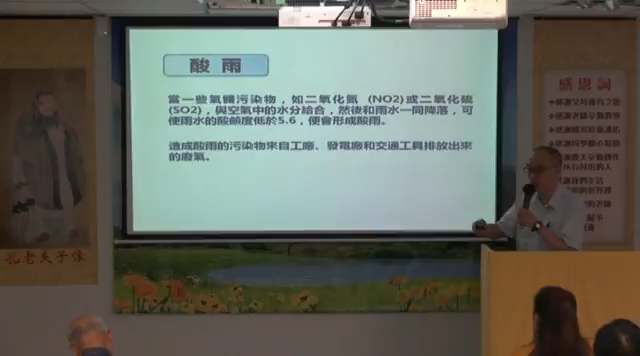 酸雨
當一些氣體污染物，如二氧化氮 (NO2)或二氧化硫
(SO2)，與空氣中的水分結合，然後和雨水一同降落，可
使雨水的酸鹼度低於5.6，便會形成酸雨。
造成酸雨的污染物來自工廠、發電廠和交通工具排放出來
的廢氣。
孔老夫子像
感恩詞